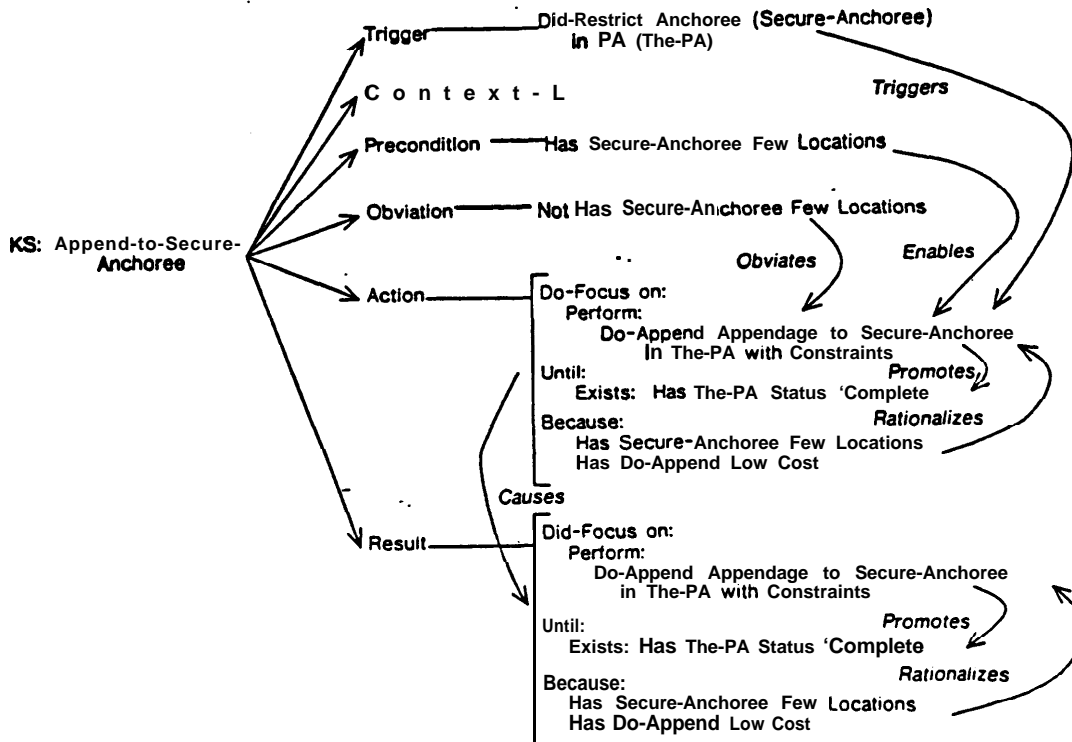 Trigger
Did-Restrict Anchoree (Secure-Anchoree)
in PA (The-PA)
Triggers
Context-L
Precondition
Has Secure-Anchoree Few Locations
Obviation
Not Has Secure-Anchoree Few Locations
KS: Append-to-Secure-
Anchoree
Obviates
Enables
Action
Do-Focus on:
Perform:
Do-Append Appendage to Secure-Anchoree
In The-PA with Constraints
Promotes
Until:
Exists: Has The-PA Status 'Complete
Rationalizes
Because:
Has Secure-Anchoree Few Locations
Has Do-Append Low Cost
Causes
Result
Did-Focus on:
Perform:
Do-Append Appendage to Secure-Anchoree
in The-PA with Constraints
Promotes
Until:
Exists: Has The-PA Status 'Complete
Rationalizes
Because:
Has Secure-Anchoree Few Locations
Has Do-Append Low Cost